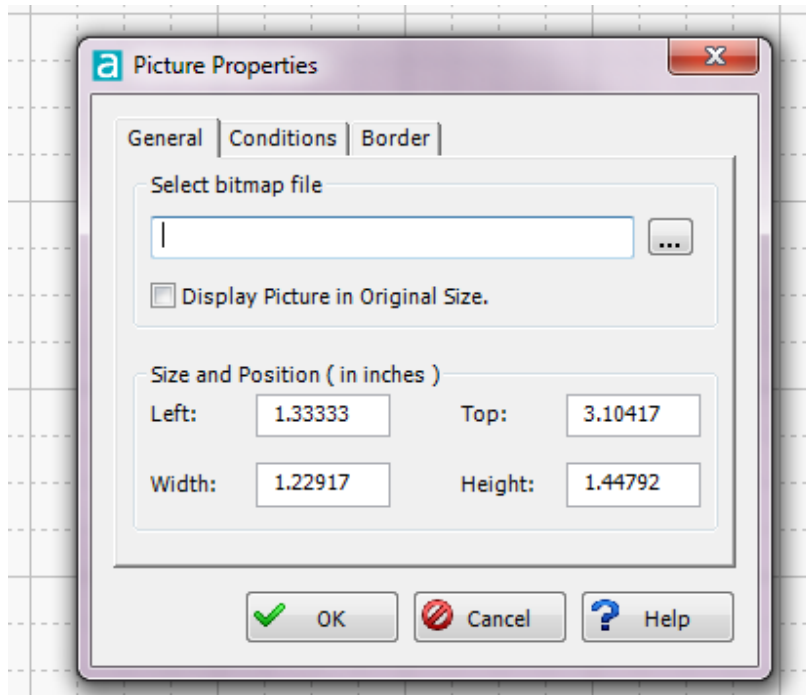 a Picture Properties x
General Conditions Border
Select bitmap file
...
Display Picture in Original Size.
Size and Position ( in inches )
Left: 1.33333 Top: 3.10417
Width: 1.22917 Height: 1.44792
OK Cancel ? Help